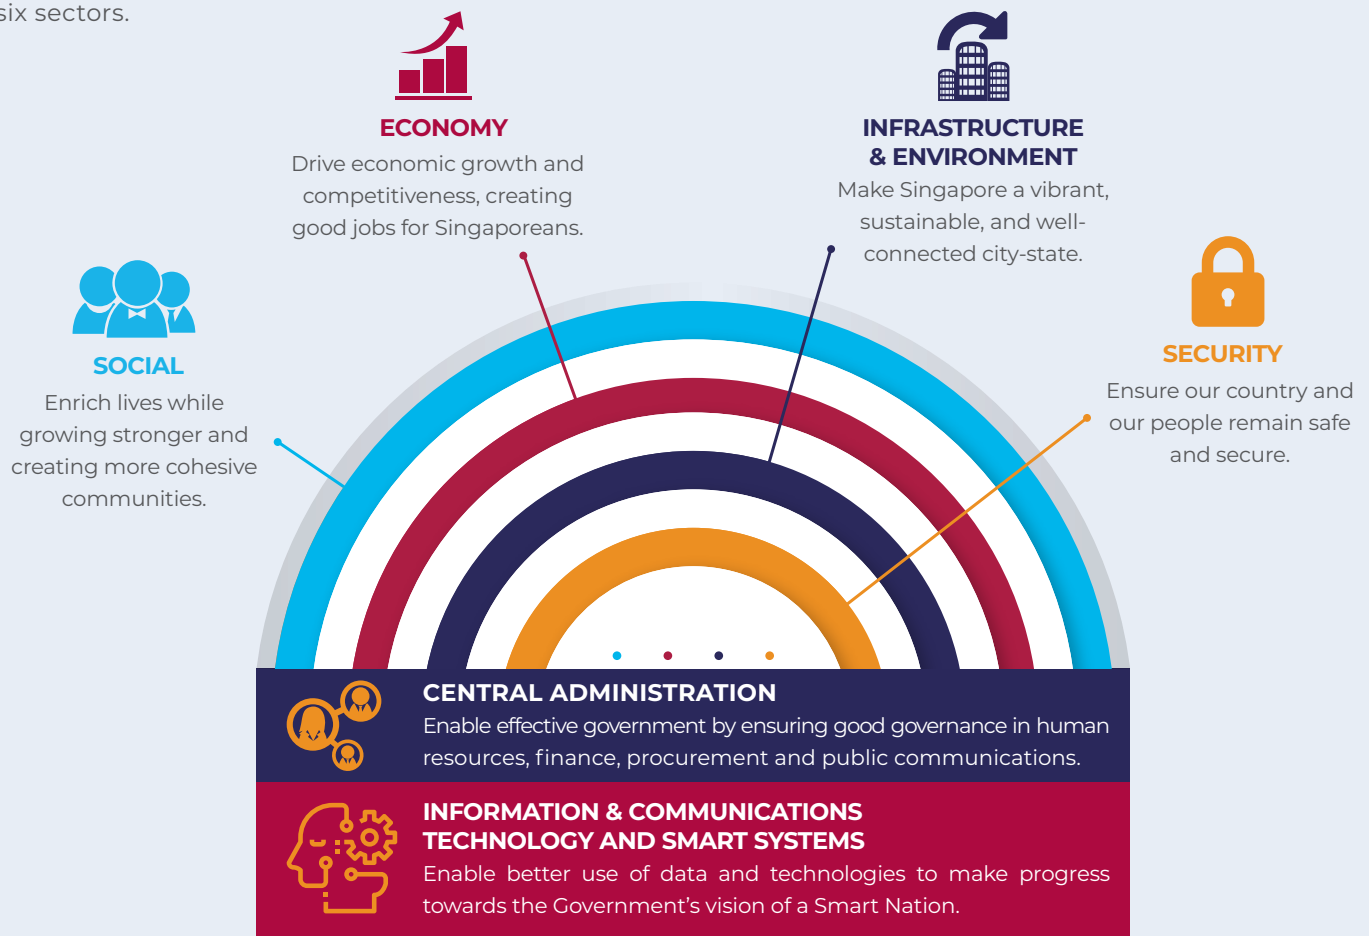 six sectors.
ECONOMY
Drive economic growth and
competitiveness, creating
good jobs for Singaporeans.
INFRASTRUCTURE
& ENVIRONMENT
Make Singapore a vibrant,
sustainable, and well-
connected city-state.
SOCIAL
Enrich lives while
growing stronger and
creating more cohesive
communities.
SECURITY
Ensure our country and
our people remain safe
and secure.
CENTRAL ADMINISTRATION
Enable effective government by ensuring good governance in human
resources, finance, procurement and public communications.
INFORMATION & COMMUNICATIONS
TECHNOLOGY AND SMART SYSTEMS
Enable better use of data and technologies to make progress
towards the Government’s vision of a Smart Nation.